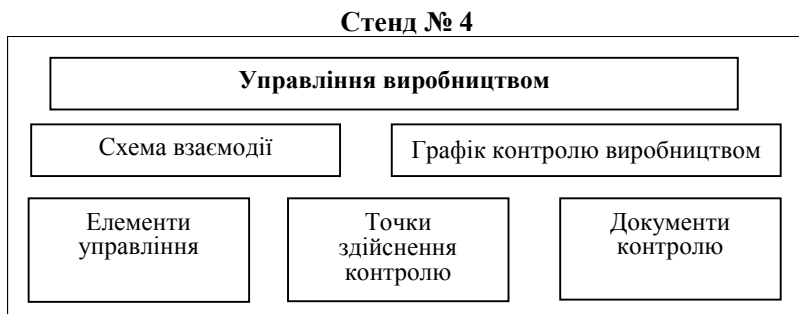 Стенд № 4
Управління виробництвом
Схема взаємодії
Графік контролю виробництвом
Елементи
управління
Точки
здійснення
контролю
Документи
контролю